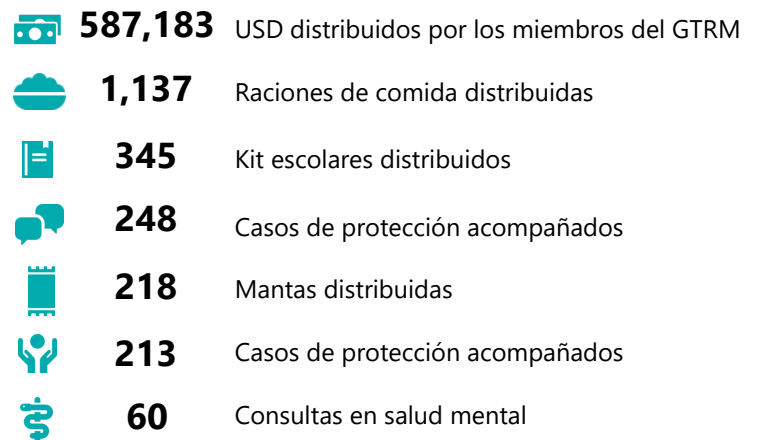 587,183 USD distribuidos por los miembros del GTRM
1,137 Raciones de comida distribuidas
345 Kit escolares distribuidos
248 Casos de protección acompañados
218 Mantas distribuidas
213 Casos de protección acompañados
60 Consultas en salud mental